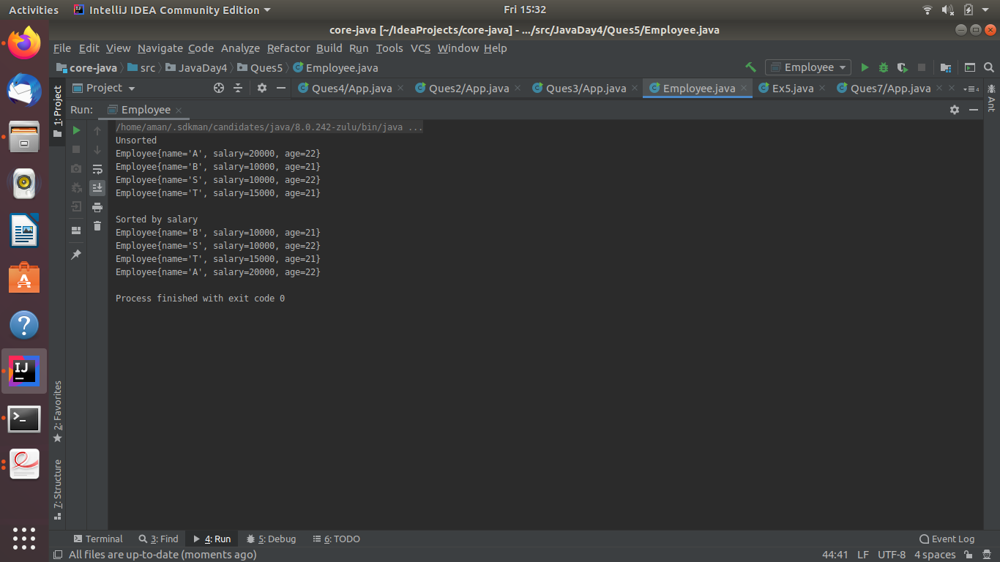 Activities IntelliJ IDEA Community Edition Fri 15:32
core-java [~/IdeaProjects/core-java] - .../src/JavaDay4/Ques5/Employee.java
File Edit View Navigate Code Analyze Refactor Build Run Tools VCS Window Help
core-java src JavaDay4 Ques5 Employee.java Employee
1: Project Project Ques4/App.java Ques2/App.java Ques3/App.java Employee.java Ex5.java Ques7/App.java 4 Ant
Run: Employee
/home/aman/.sdkman/candidates/java/8.0.242-zulu/bin/java ...
Unsorted
Employee{name='A', salary=20000, age=22}
Employee{name='B', salary=10000, age=21}
Employee{name='S', salary=10000, age=22}
Employee{name='T', salary=15000, age=21}
Sorted by salary
Employee{name='B', salary=10000, age=21}
Employee{name='S', salary=10000, age=22}
Employee{name='T', salary=15000, age=21}
Employee{name='A', salary=20000, age=22}
Process finished with exit code 0
IJ
2: Favorites
7: Structure
Terminal 3: Find 4: Run 5: Debug 6: TODO Event Log
All files are up-to-date (moments ago) 44:41 LF UTF-8 4 spaces